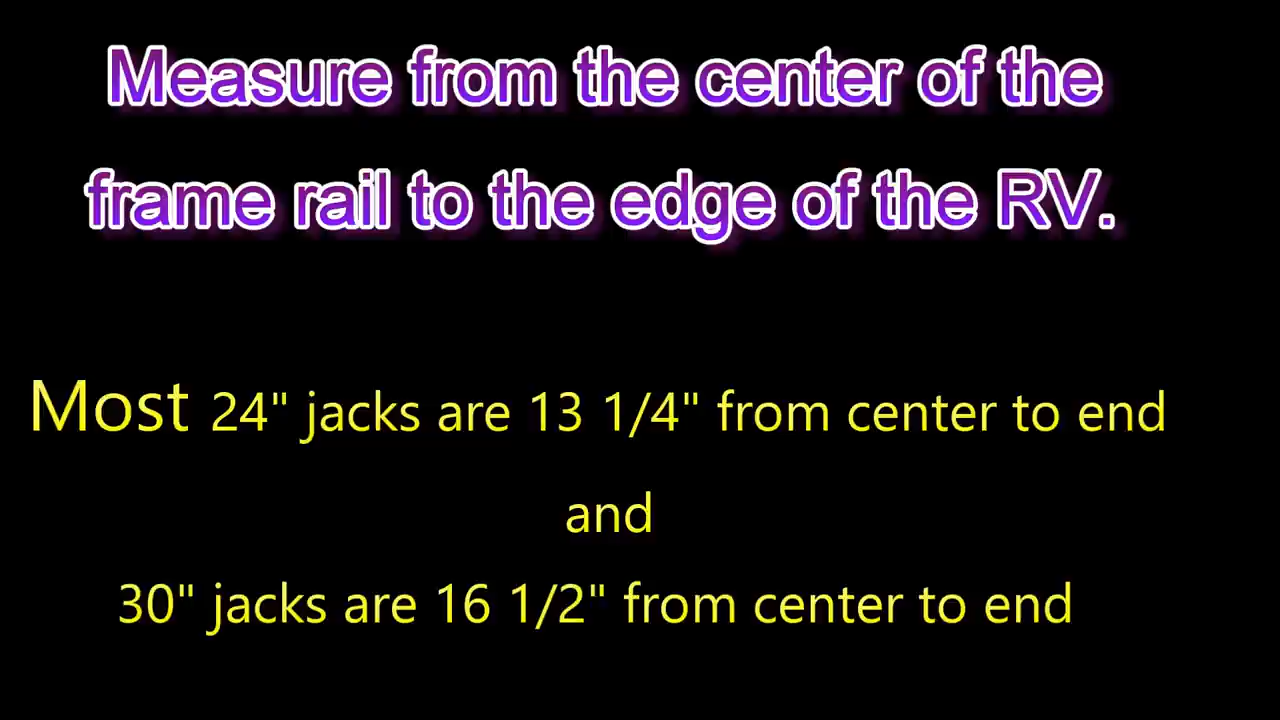 Measure from the center of the
frame rail to the edge of the RV.
Most 24" jacks are 13 1/4" from center to end
and
30" jacks are 16 1/2" from center to end